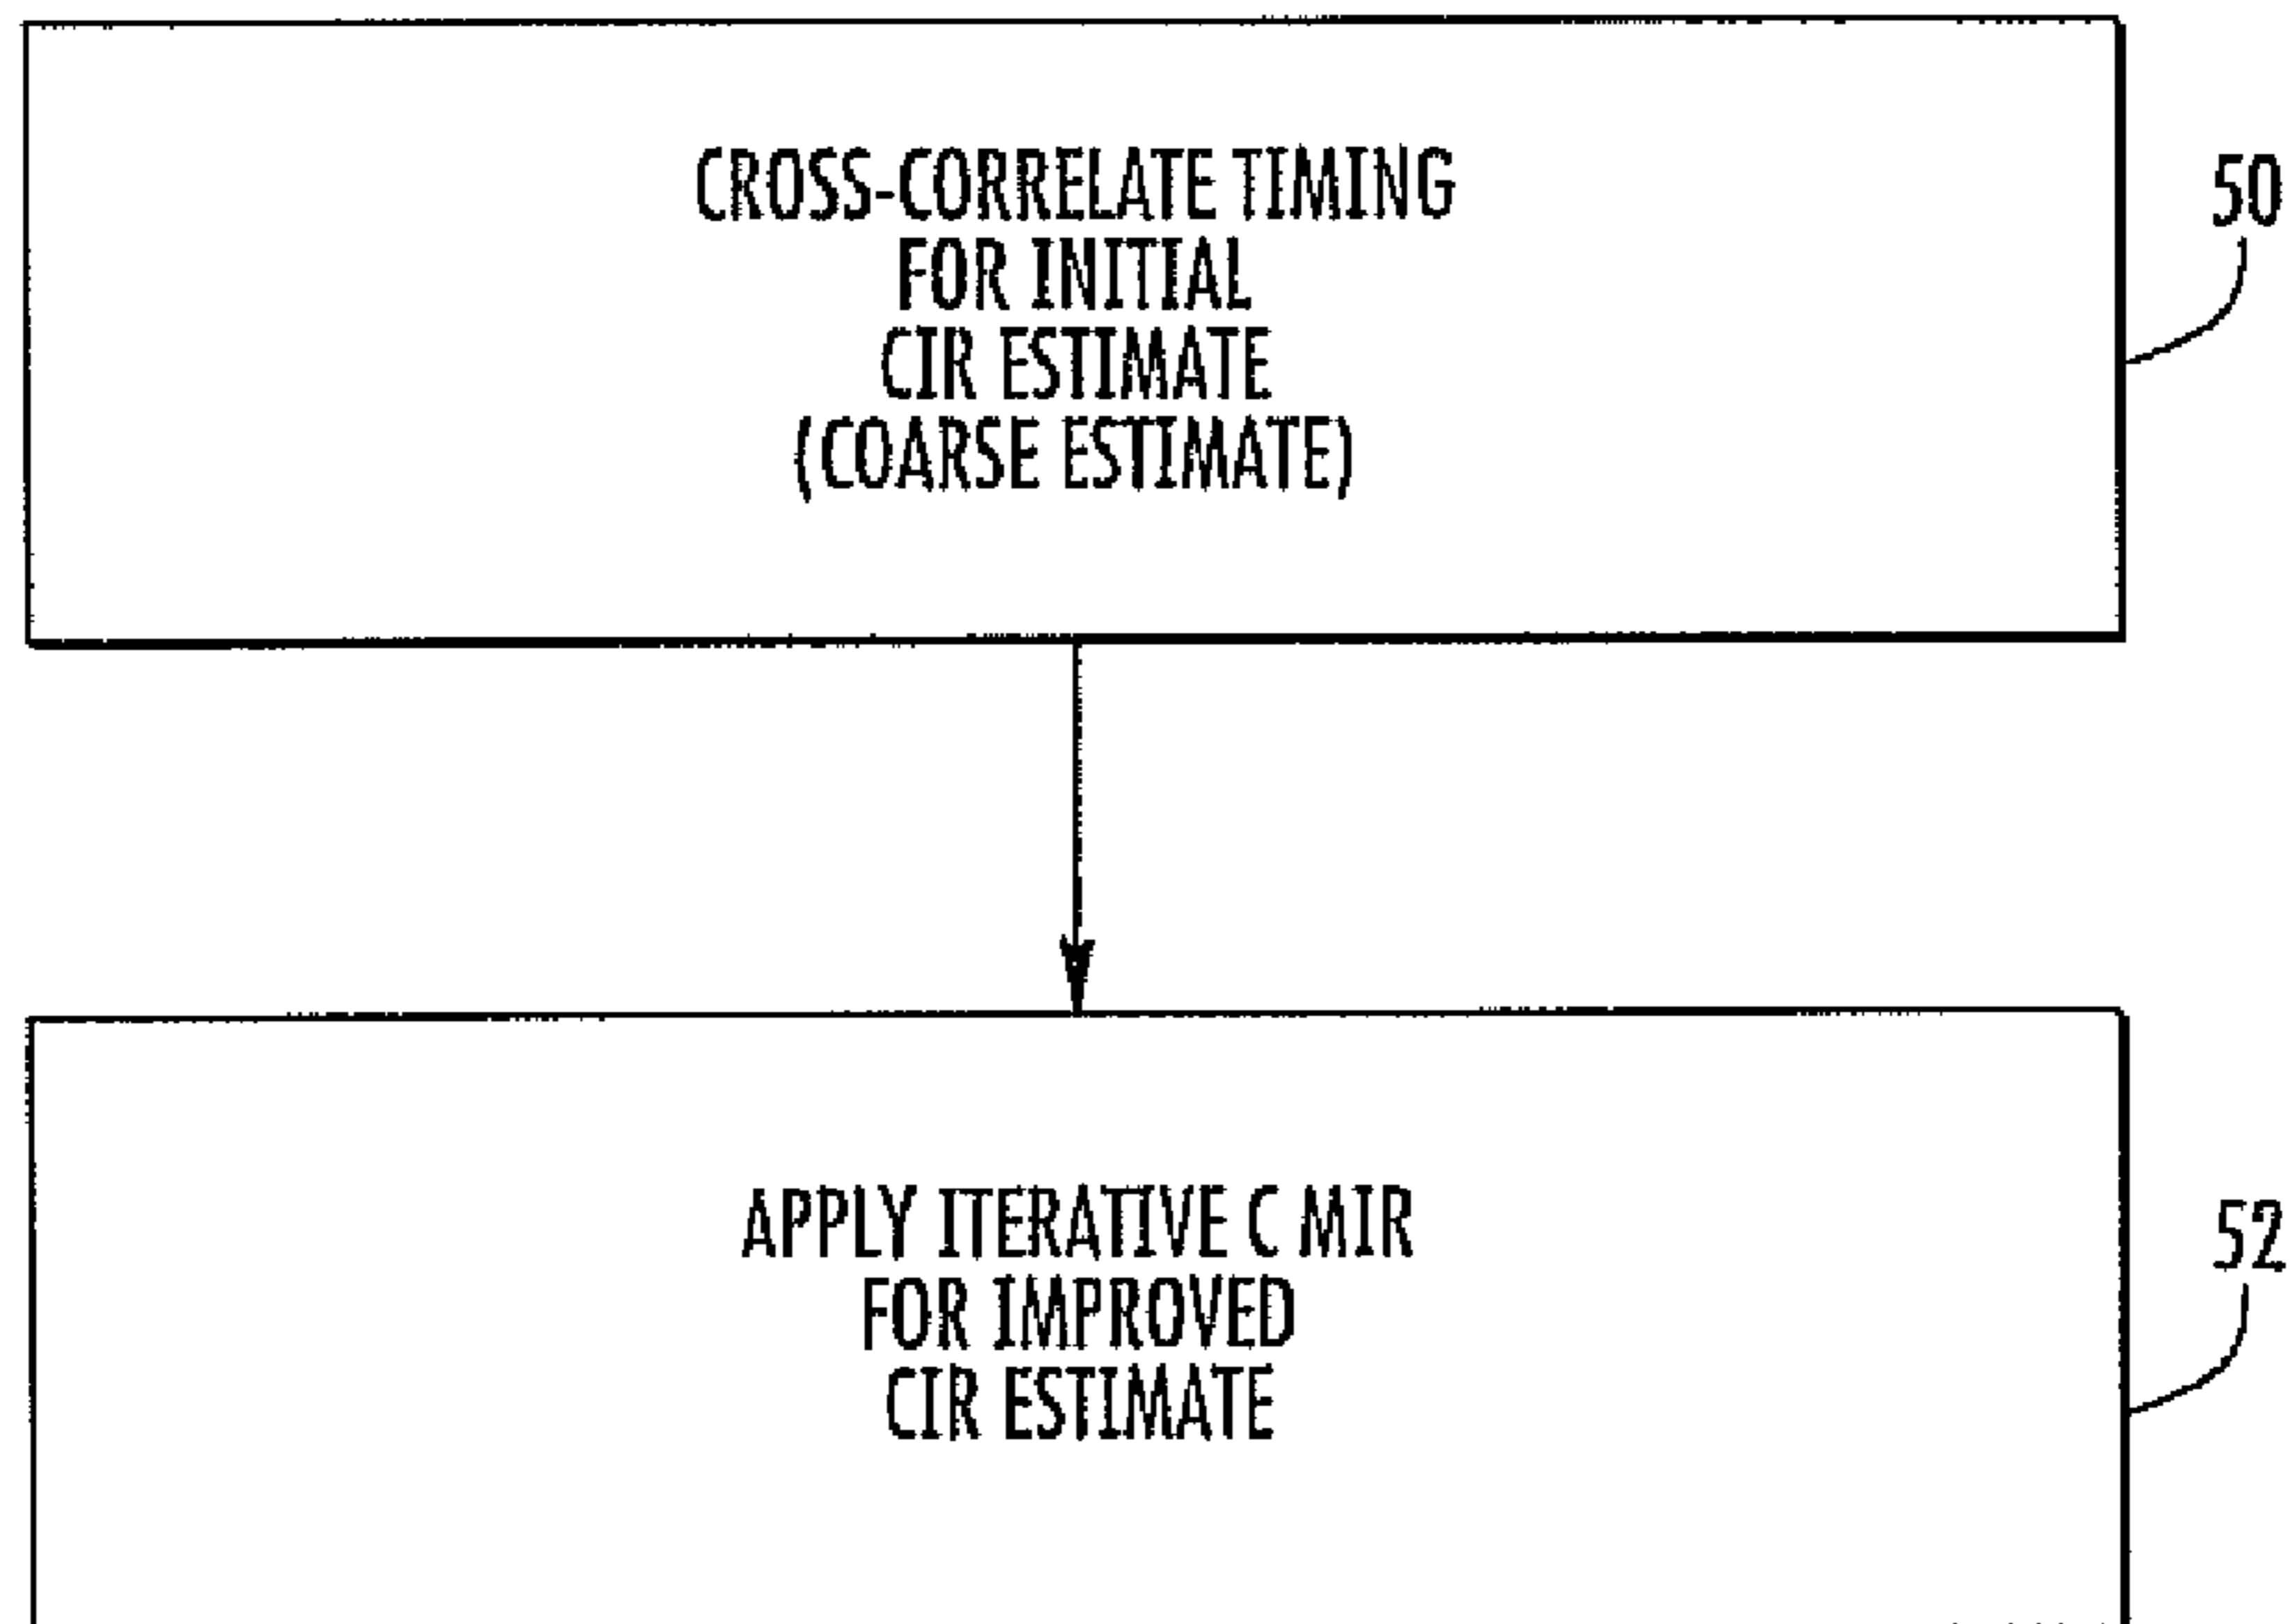 CROSS-CORRELATE TIMING
FOR INITIAL
CIR ESTIMATE
(COARSE ESTIMATE)
50
APPLY ITERATIVE C MIR
FOR IMPROVED
CIR ESTIMATE
52